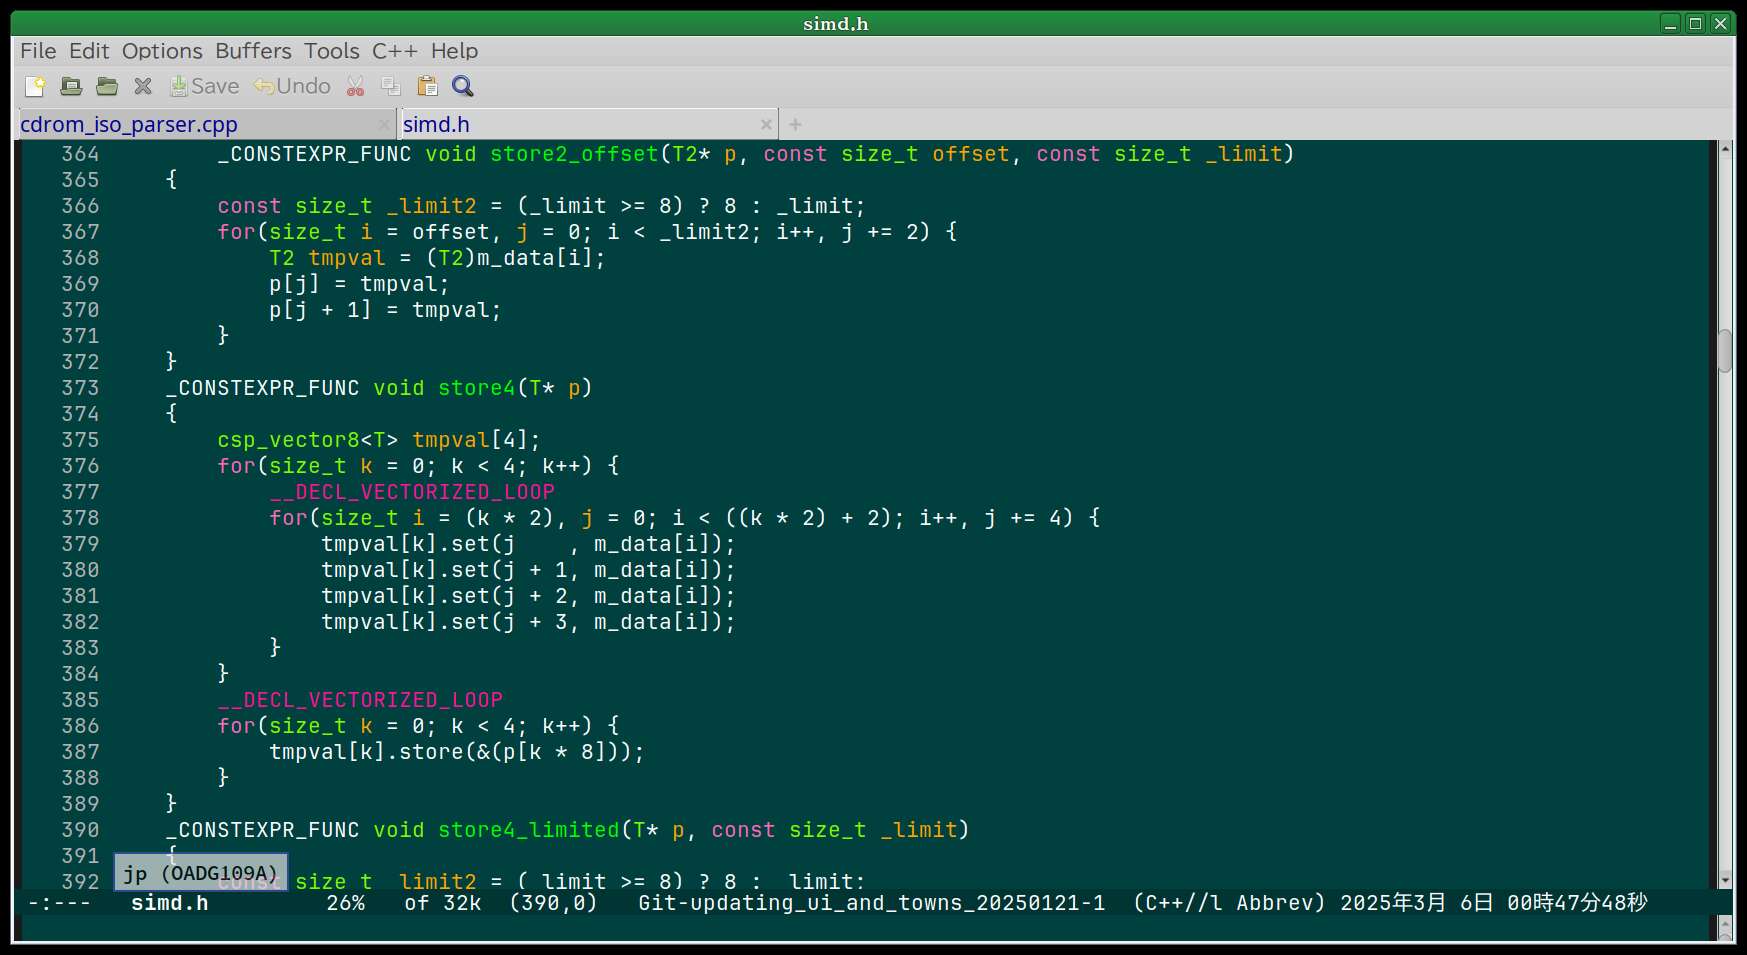 simd.h
File Edit Options Buffers Tools C++ Help
Save Undo
cdrom_iso_parser.cpp × simd.h × +
364         _CONSTEXPR_FUNC void store2_offset(T2* p, const size_t offset, const size_t _limit)
365     {
366         const size_t _limit2 = (_limit >= 8) ? 8 : _limit;
367         for(size_t i = offset, j = 0; i < _limit2; i++, j += 2) {
368             T2 tmpval = (T2)m_data[i];
369             p[j] = tmpval;
370             p[j + 1] = tmpval;
371         }
372     }
373     _CONSTEXPR_FUNC void store4(T* p)
374     {
375         csp_vector8<T> tmpval[4];
376         for(size_t k = 0; k < 4; k++) {
377             __DECL_VECTORIZED_LOOP
378             for(size_t i = (k * 2), j = 0; i < ((k * 2) + 2); i++, j += 4) {
379                 tmpval[k].set(j    , m_data[i]);
380                 tmpval[k].set(j + 1, m_data[i]);
381                 tmpval[k].set(j + 2, m_data[i]);
382                 tmpval[k].set(j + 3, m_data[i]);
383             }
384         }
385         __DECL_VECTORIZED_LOOP
386         for(size_t k = 0; k < 4; k++) {
387             tmpval[k].store(&(p[k * 8]));
388         }
389     }
390     _CONSTEXPR_FUNC void store4_limited(T* p, const size_t _limit)
391     {
jp (OADG109A)
392         const size_t _limit2 = (_limit >= 8) ? 8 : _limit;
-:---   simd.h         26%   of 32k  (390,0)   Git-updating_ui_and_towns_20250121-1  (C++//l Abbrev) 2025年3月 6日 00時47分48秒